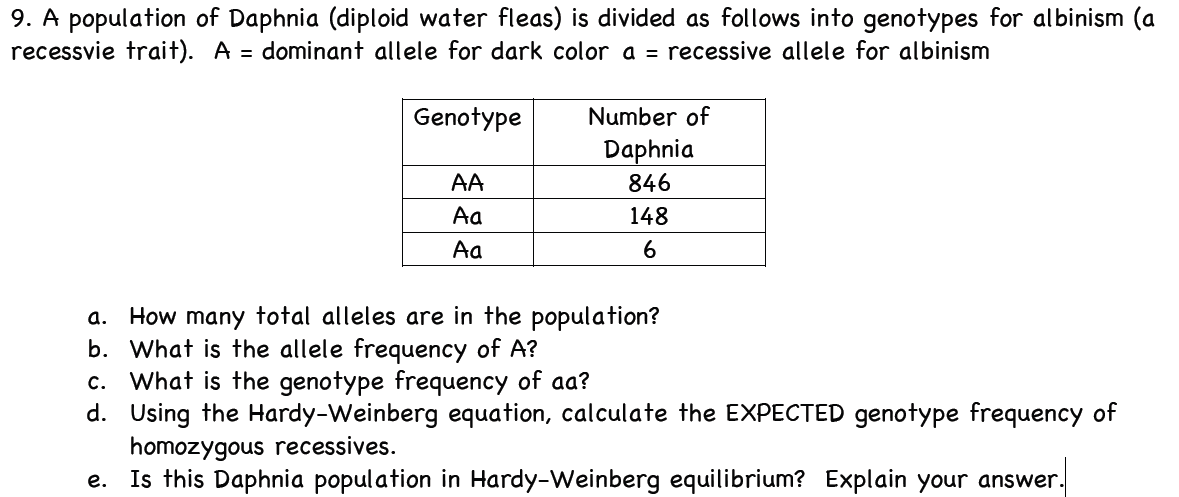 9. A population of Daphnia (diploid water fleas) is divided as follows into genotypes for albinism (a
recessvie trait). A = dominant allele for dark color a = recessive allele for albinism
Genotype Number of
Daphnia
AA 846
Aa 148
Aa 6
a. How many total alleles are in the population?
b. What is the allele frequency of A?
c. What is the genotype frequency of aa?
d. Using the Hardy-Weinberg equation, calculate the EXPECTED genotype frequency of
homozygous recessives.
e. Is this Daphnia population in Hardy-Weinberg equilibrium? Explain your answer.